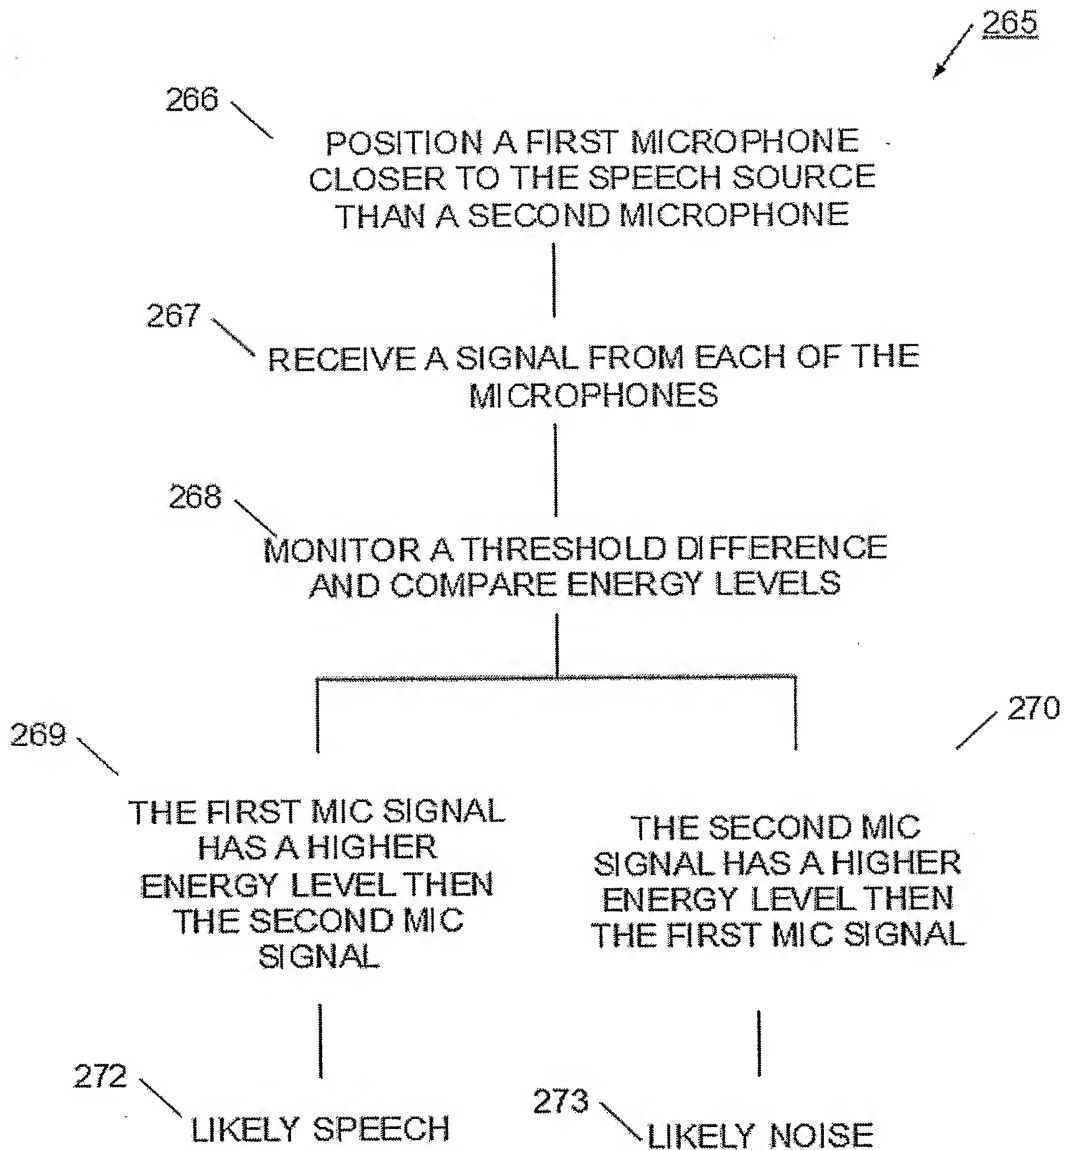 265
266
POSITION A FIRST MICROPHONE
CLOSER TO THE SPEECH SOURCE
THAN A SECOND MICROPHONE
267
RECEIVE A SIGNAL FROM EACH OF THE
MICROPHONES
268
MONITOR A THRESHOLD DIFFERENCE
AND COMPARE ENERGY LEVELS
269
THE FIRST MIC SIGNAL
HAS A HIGHER
ENERGY LEVEL THEN
THE SECOND MIC
SIGNAL
270
THE SECOND MIC
SIGNAL HAS A HIGHER
ENERGY LEVEL THEN
THE FIRST MIC SIGNAL
272
LIKELY SPEECH
273
LIKELY NOISE